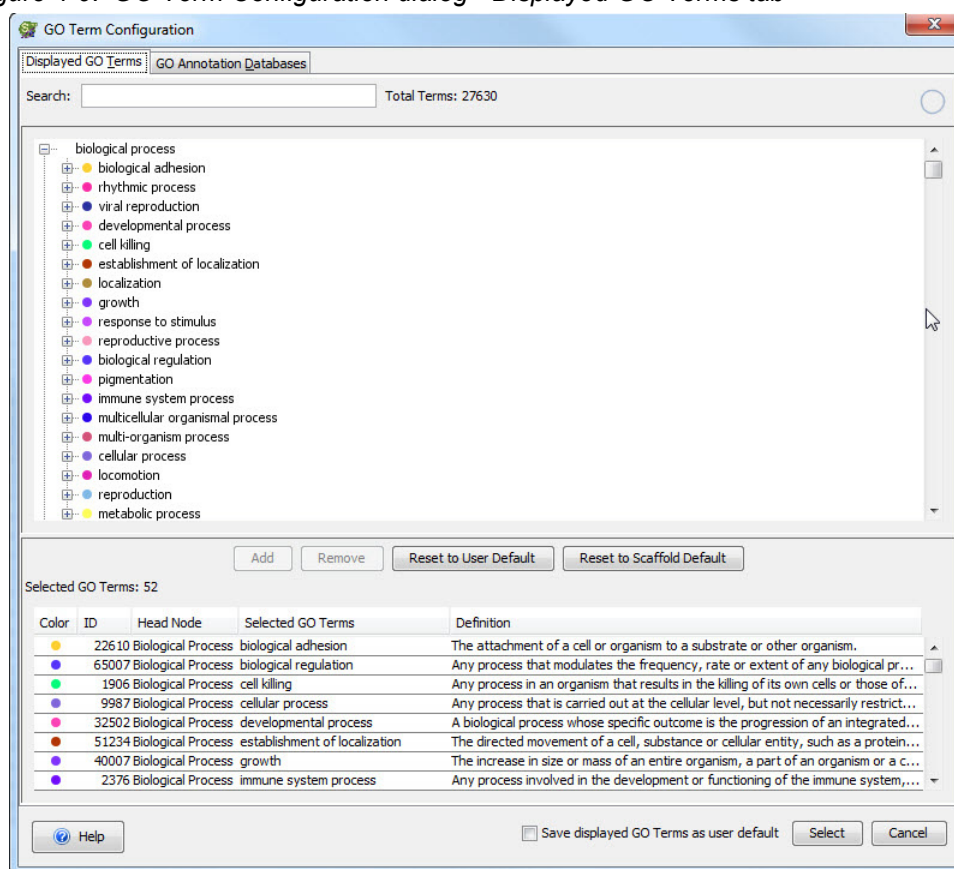 GO Term Configuration dialog - Displayed GO Terms tab
GO Term Configuration
Displayed GO Terms GO Annotation Databases
Search: Total Terms: 27630
biological process
biological adhesion
rhythmic process
viral reproduction
developmental process
cell killing
establishment of localization
localization
growth
response to stimulus
reproductive process
biological regulation
pigmentation
immune system process
multicellular organismal process
multi-organism process
cellular process
locomotion
reproduction
metabolic process
Add Remove Reset to User Default Reset to Scaffold Default
Selected GO Terms: 52
Color ID Head Node Selected GO Terms Definition
22610 Biological Process biological adhesion The attachment of a cell or organism to a substrate or other organism.
65007 Biological Process biological regulation Any process that modulates the frequency, rate or extent of any biological pr...
1906 Biological Process cell killing Any process in an organism that results in the killing of its own cells or those of...
9987 Biological Process cellular process Any process that is carried out at the cellular level, but not necessarily restrict...
32502 Biological Process developmental process A biological process whose specific outcome is the progression of an integrated...
51234 Biological Process establishment of localization The directed movement of a cell, substance or cellular entity, such as a protein...
40007 Biological Process growth The increase in size or mass of an entire organism, a part of an organism or a c...
2376 Biological Process immune system process Any process involved in the development or functioning of the immune system,...
Help Save displayed GO Terms as user default Select Cancel